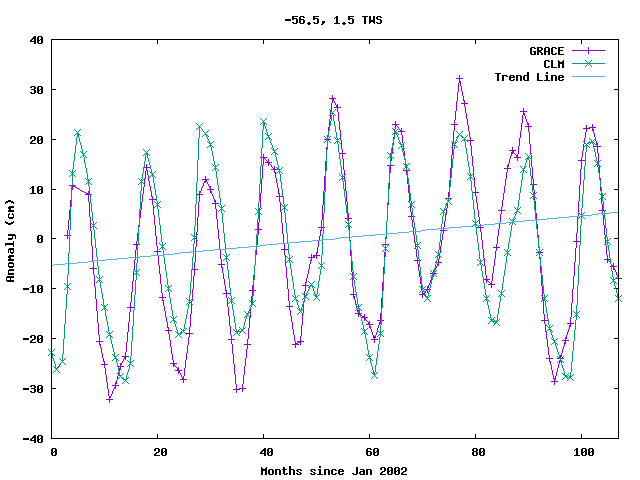 -56.5, 1.5 TWS
GRACE
CLM
Trend Line
Anomaly (cm)
40
30
20
10
0
-10
-20
-30
-40
0 20 40 60 80 100
Months since Jan 2002